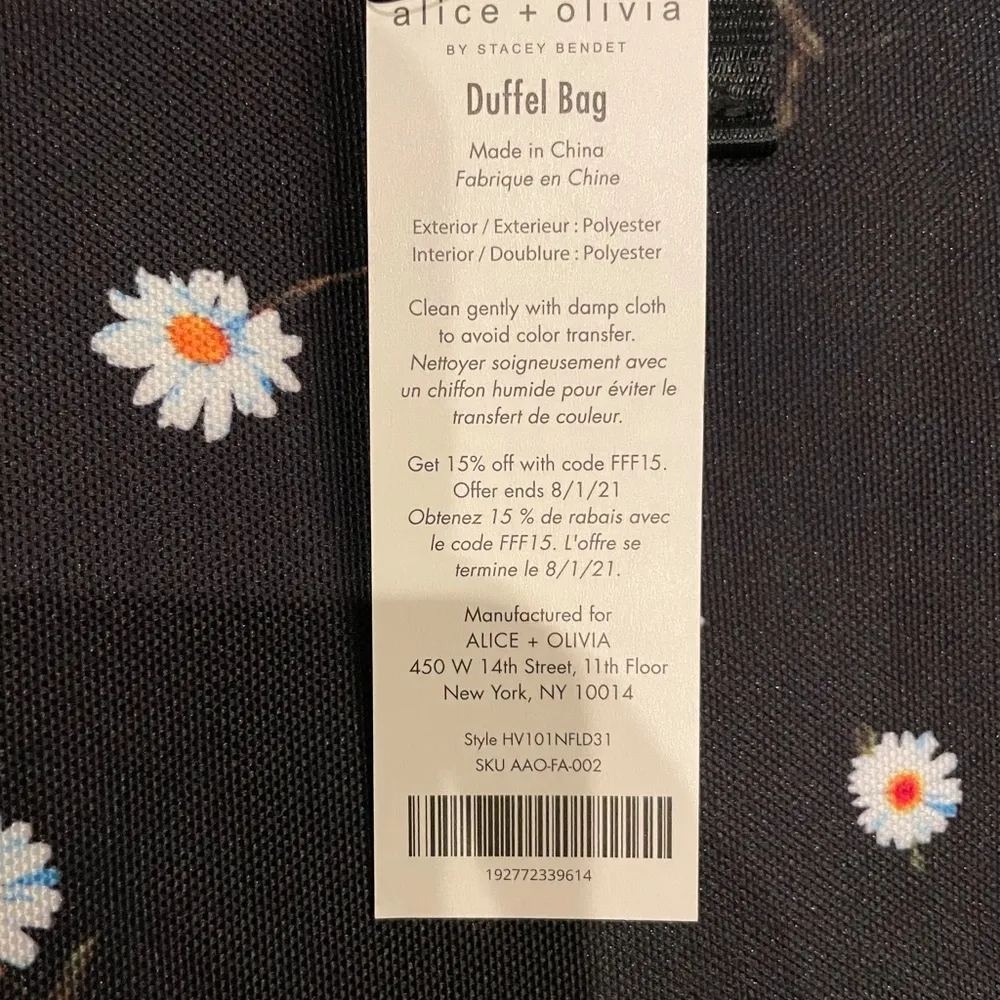 alice + olivia
BY STACEY BENDET
Duffel Bag
Made in China
Fabrique en Chine
Exterior / Exterieur : Polyester
Interior / Doublure : Polyester
Clean gently with damp cloth
to avoid color transfer.
Nettoyer soigneusement avec
un chiffon humide pour éviter le
transfert de couleur.
Get 15% off with code FFF15.
Offer ends 8/1/21
Obtenez 15 % de rabais avec
le code FFF15. L'offre se
termine le 8/1/21.
Manufactured for
ALICE + OLIVIA
450 W 14th Street, 11th Floor
New York, NY 10014
Style HV101NFLD31
SKU AAO-FA-002
192772339614